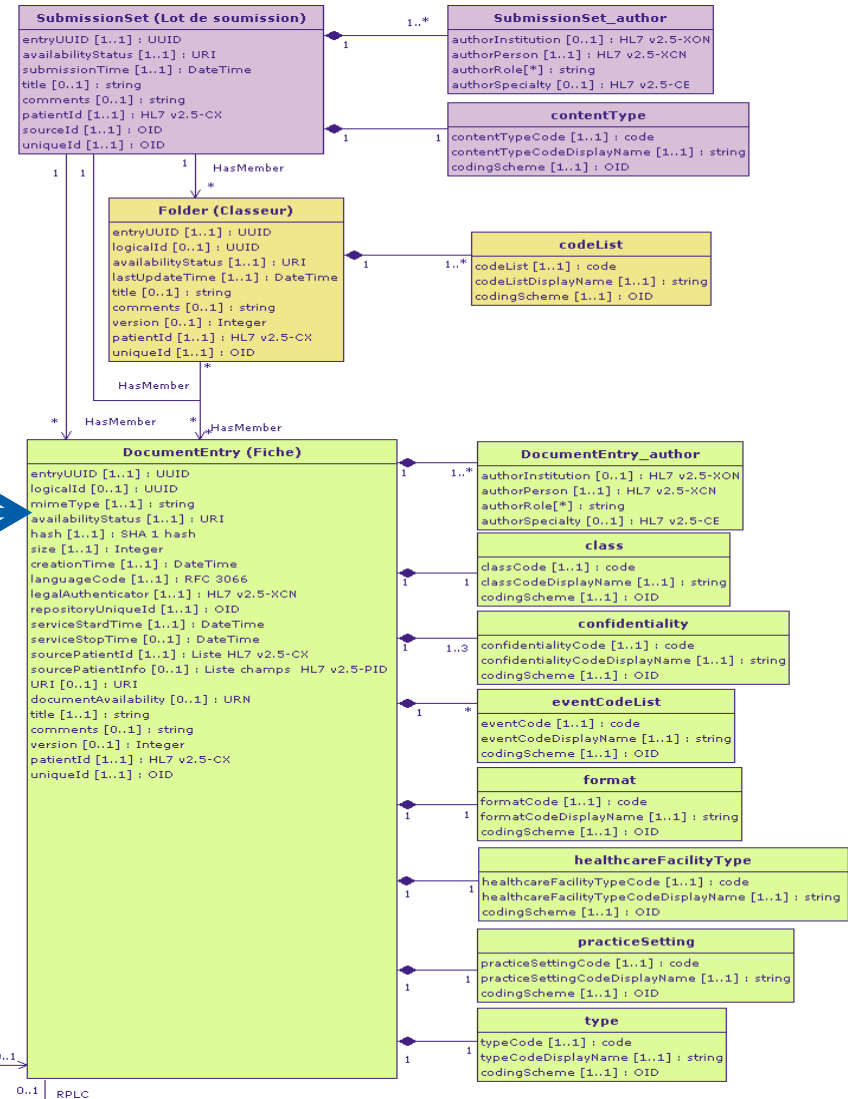 SubmissionSet (Lot de soumission)
entryUUID [1..1] : UUID
availabilityStatus [1..1] : URI
submissionTime [1..1] : DateTime
title [0..1] : string
comments [0..1] : string
patientId [1..1] : HL7 v2.5-CX
sourceId [1..1] : OID
uniqueId [1..1] : OID
1
1..*
SubmissionSet_author
authorInstitution [0..1] : HL7 v2.5-XON
authorPerson [1..1] : HL7 v2.5-XCN
authorRole[*] : string
authorSpecialty [0..1] : HL7 v2.5-CE
1
1
contentType
contentTypeCode [1..1] : code
contentTypeCodeDisplayName [1..1] : string
codingScheme [1..1] : OID
1
1
1
HasMember
*
Folder (Classeur)
entryUUID [1..1] : UUID
logicalId [0..1] : UUID
availabilityStatus [1..1] : URI
lastUpdateTime [1..1] : DateTime
title [0..1] : string
comments [0..1] : string
version [0..1] : Integer
patientId [1..1] : HL7 v2.5-CX
uniqueId [1..1] : OID
1
1..*
codeList
codeList [1..1] : code
codeListDisplayName [1..1] : string
codingScheme [1..1] : OID
*
HasMember
* HasMember
* *HasMember
DocumentEntry (Fiche)
entryUUID [1..1] : UUID
logicalId [0..1] : UUID
mimeType [1..1] : string
availabilityStatus [1..1] : URI
hash [1..1] : SHA 1 hash
size [1..1] : Integer
creationTime [1..1] : DateTime
languageCode [1..1] : RFC 3066
legalAuthenticator [1..1] : HL7 v2.5-XCN
repositoryUniqueId [1..1] : OID
serviceStardTime [1..1] : DateTime
serviceStopTime [0..1] : DateTime
sourcePatientId [1..1] : Liste HL7 v2.5-CX
sourcePatientInfo [0..1] : Liste champs HL7 v2.5-PID
URI [0..1] : URI
documentAvailability [0..1] : URN
title [1..1] : string
comments [0..1] : string
version [0..1] : Integer
patientId [1..1] : HL7 v2.5-CX
uniqueId [1..1] : OID
1
1..*
DocumentEntry_author
authorInstitution [0..1] : HL7 v2.5-XON
authorPerson [1..1] : HL7 v2.5-XCN
authorRole[*] : string
authorSpecialty [0..1] : HL7 v2.5-CE
1
1
class
classCode [1..1] : code
classCodeDisplayName [1..1] : string
codingScheme [1..1] : OID
1
1..3
confidentiality
confidentialityCode [1..1] : code
confidentialityCodeDisplayName [1..1] : string
codingScheme [1..1] : OID
1
*
eventCodeList
eventCode [1..1] : code
eventCodeDisplayName [1..1] : string
codingScheme [1..1] : OID
1
1
format
formatCode [1..1] : code
formatCodeDisplayName [1..1] : string
codingScheme [1..1] : OID
1
1
healthcareFacilityType
healthcareFacilityTypeCode [1..1] : code
healthcareFacilityTypeCodeDisplayName [1..1] : string
codingScheme [1..1] : OID
1
1
practiceSetting
practiceSettingCode [1..1] : code
practiceSettingCodeDisplayName [1..1] : string
codingScheme [1..1] : OID
1
1
type
typeCode [1..1] : code
typeCodeDisplayName [1..1] : string
codingScheme [1..1] : OID
..1
0..1 RPLC